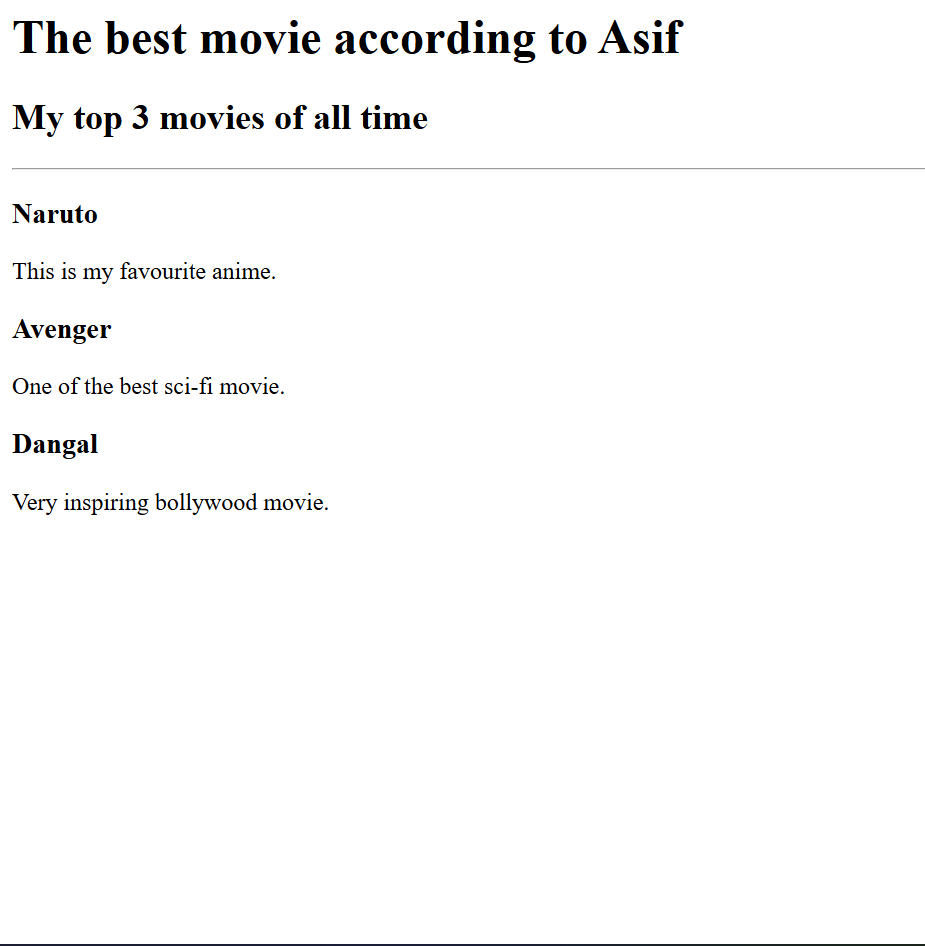 The best movie according to Asif
My top 3 movies of all time
Naruto
This is my favourite anime.
Avenger
One of the best sci-fi movie.
Dangal
Very inspiring bollywood movie.